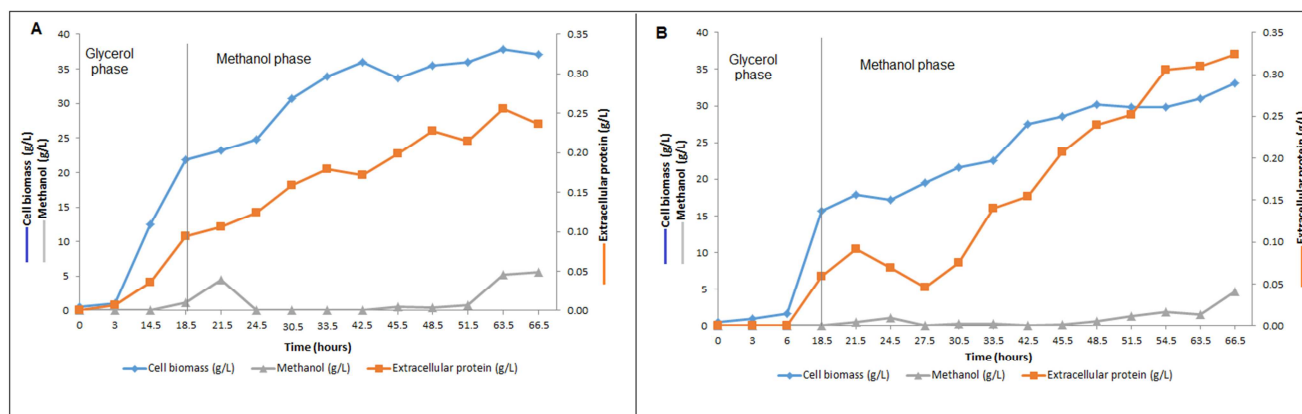 A
Glycerol phase
Methanol phase
40
35
30
25
20
15
10
5
0
0.35
0.30
0.25
0.20
0.15
0.10
0.05
0.00
Cell biomass (g/L)
Methanol (g/L)
Extracellular protein (g/L)
0 3 14.5 18.5 21.5 24.5 30.5 33.5 42.5 45.5 48.5 51.5 63.5 66.5
Time (hours)
Cell biomass (g/L) Methanol (g/L) Extracellular protein (g/L)
B
Glycerol phase
Methanol phase
40
35
30
25
20
15
10
5
0
0.35
0.30
0.25
0.20
0.15
0.10
0.05
0.00
Cell biomass (g/L)
Methanol (g/L)
Extracellular protein (g/L)
0 3 6 18.5 21.5 24.5 27.5 30.5 33.5 42.5 45.5 48.5 51.5 54.5 63.5 66.5
Time (hours)
Cell biomass (g/L) Methanol (g/L) Extracellular protein (g/L)